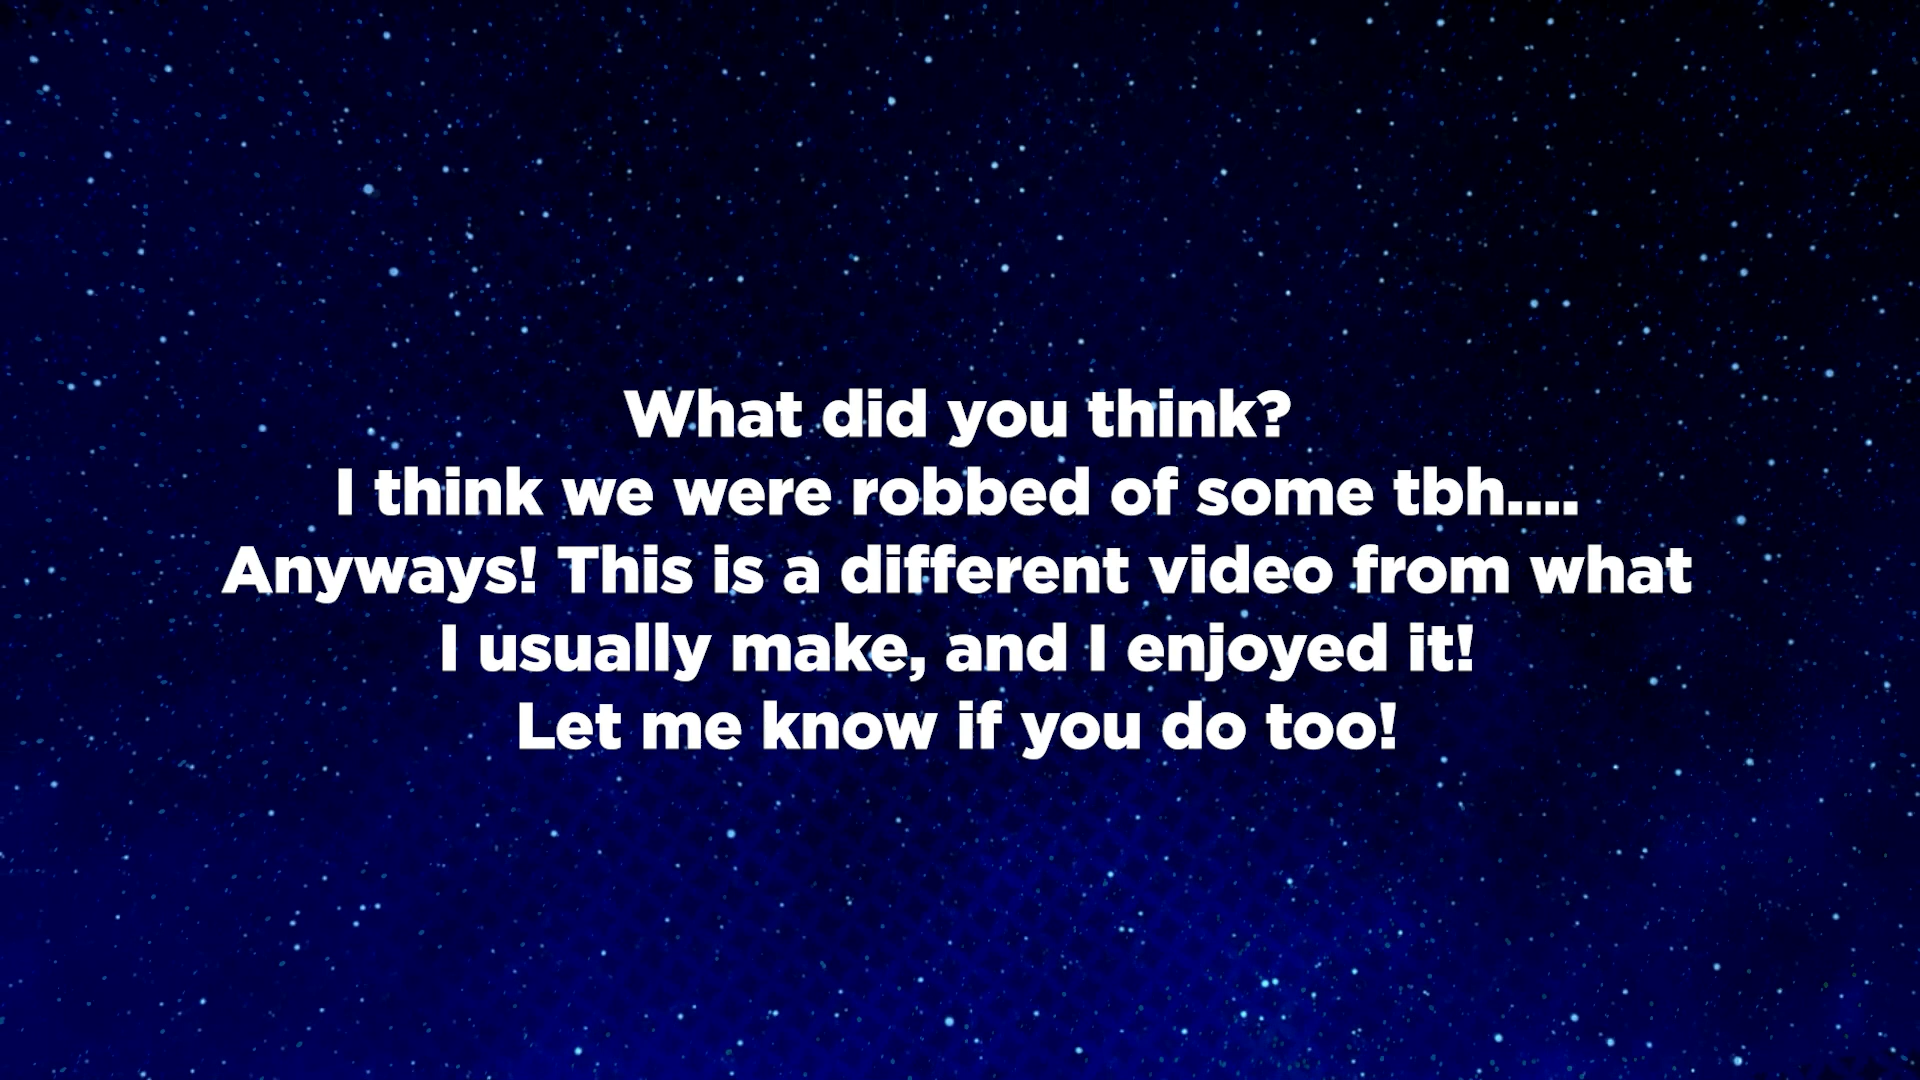 What did you think?
I think we were robbed of some tbh....
Anyways! This is a different video from what
I usually make, and I enjoyed it!
Let me know if you do too!